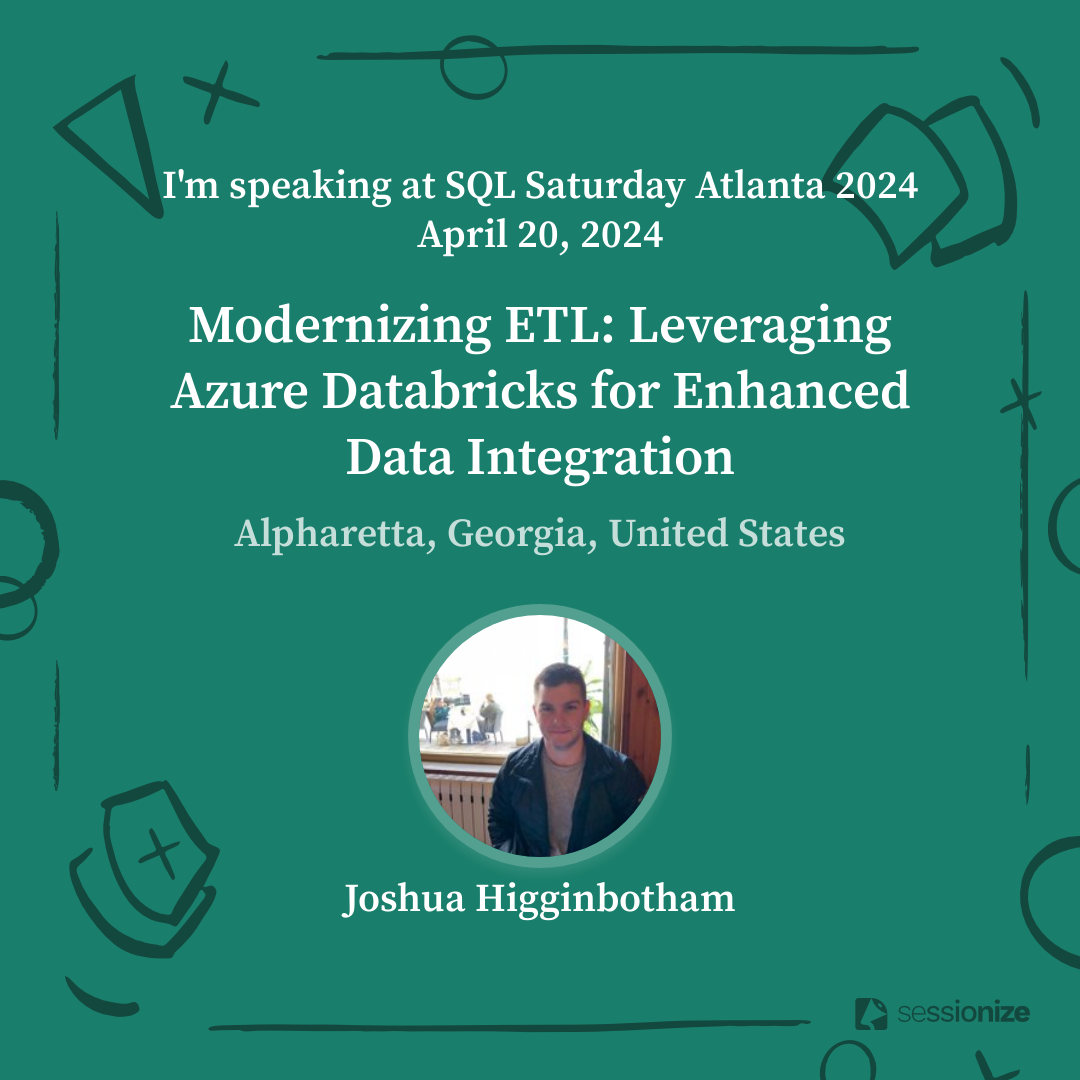 I'm speaking at SQL Saturday Atlanta 2024
April 20, 2024
Modernizing ETL: Leveraging
Azure Databricks for Enhanced
Data Integration
Alpharetta, Georgia, United States
Joshua Higginbotham
sessionize